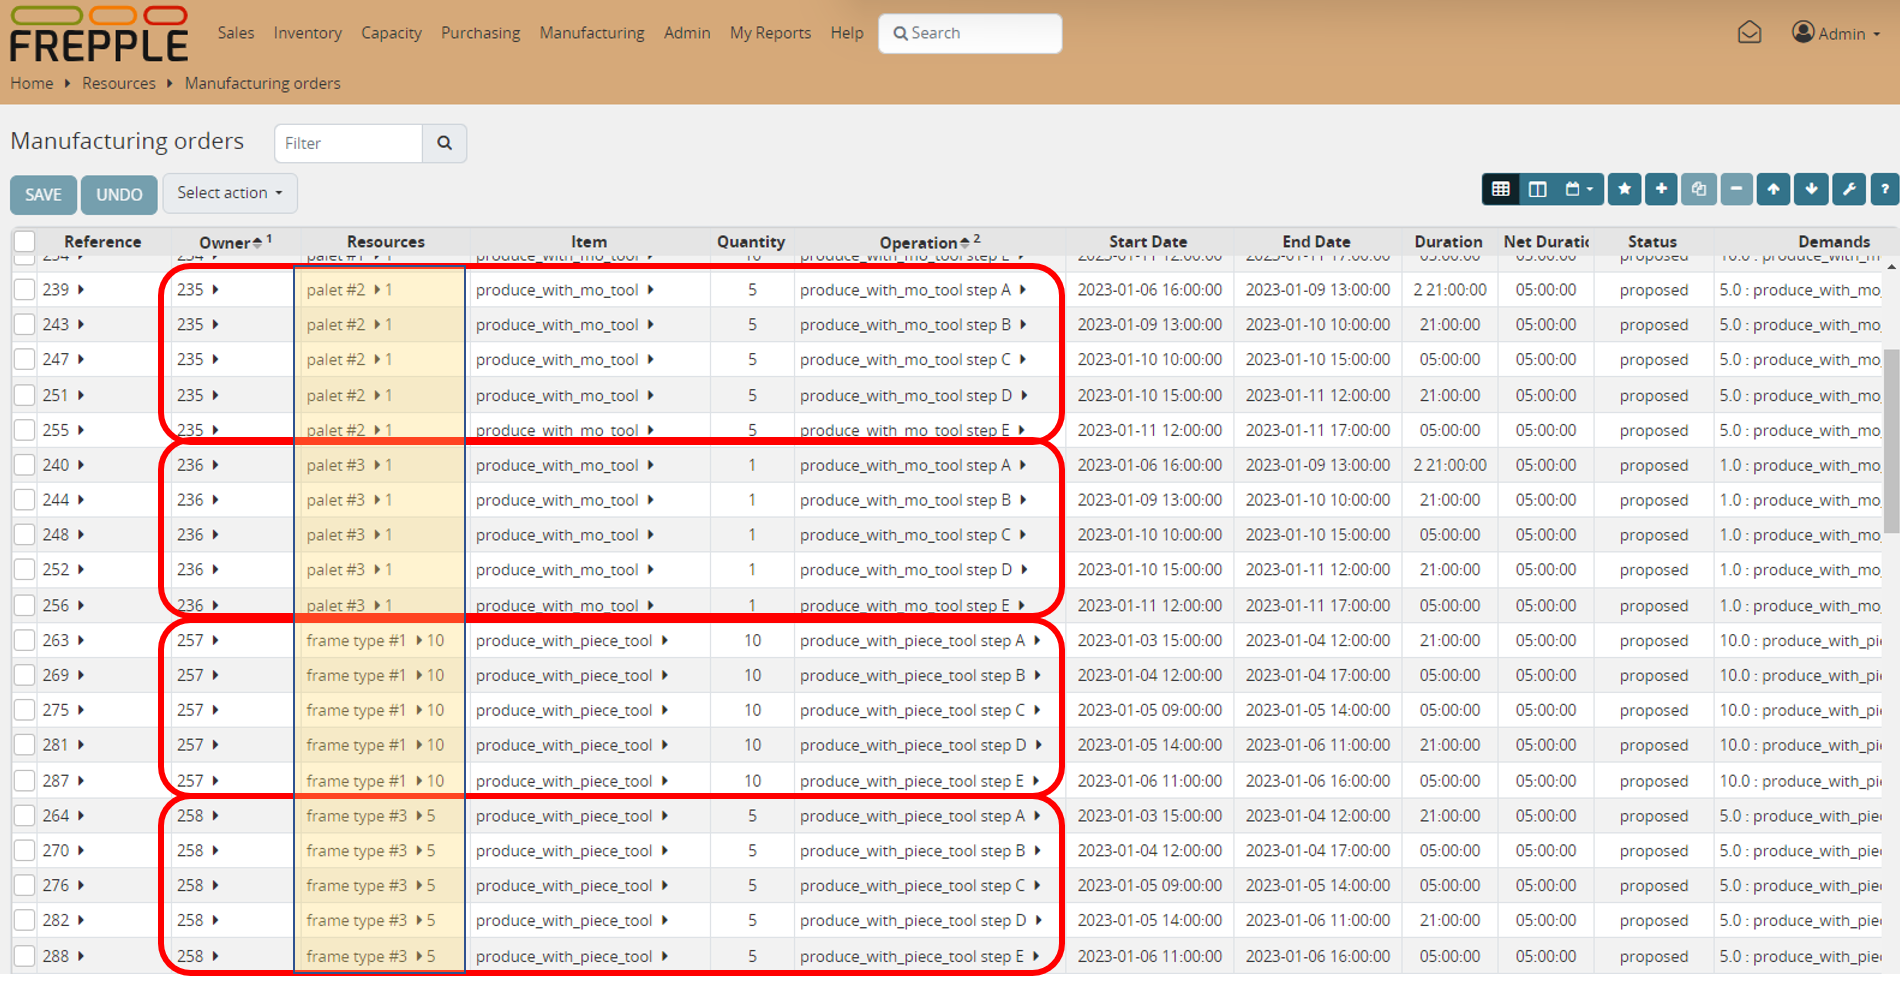 FREPPLE
Sales Inventory Capacity Purchasing Manufacturing Admin My Reports Help Search Admin
Home Resources Manufacturing orders
Manufacturing orders Filter
SAVE UNDO Select action ?
Reference Owner 1 Resources Item Quantity Operation 2 Start Date End Date Duration Net Duratic Status Demands
239 235 palet #2 1 produce_with_mo_tool 5 produce_with_mo_tool step A 2023-01-06 16:00:00 2023-01-09 13:00:00 2 21:00:00 05:00:00 proposed 5.0 : produce_with_mo
243 235 palet #2 1 produce_with_mo_tool 5 produce_with_mo_tool step B 2023-01-09 13:00:00 2023-01-10 10:00:00 21:00:00 05:00:00 proposed 5.0 : produce_with_mo
247 235 palet #2 1 produce_with_mo_tool 5 produce_with_mo_tool step C 2023-01-10 10:00:00 2023-01-10 15:00:00 05:00:00 05:00:00 proposed 5.0 : produce_with_mo
251 235 palet #2 1 produce_with_mo_tool 5 produce_with_mo_tool step D 2023-01-10 15:00:00 2023-01-11 12:00:00 21:00:00 05:00:00 proposed 5.0 : produce_with_mo
255 235 palet #2 1 produce_with_mo_tool 5 produce_with_mo_tool step E 2023-01-11 12:00:00 2023-01-11 17:00:00 05:00:00 05:00:00 proposed 5.0 : produce_with_mo
240 236 palet #3 1 produce_with_mo_tool 1 produce_with_mo_tool step A 2023-01-06 16:00:00 2023-01-09 13:00:00 2 21:00:00 05:00:00 proposed 1.0 : produce_with_mo
244 236 palet #3 1 produce_with_mo_tool 1 produce_with_mo_tool step B 2023-01-09 13:00:00 2023-01-10 10:00:00 21:00:00 05:00:00 proposed 1.0 : produce_with_mo
248 236 palet #3 1 produce_with_mo_tool 1 produce_with_mo_tool step C 2023-01-10 10:00:00 2023-01-10 15:00:00 05:00:00 05:00:00 proposed 1.0 : produce_with_mo
252 236 palet #3 1 produce_with_mo_tool 1 produce_with_mo_tool step D 2023-01-10 15:00:00 2023-01-11 12:00:00 21:00:00 05:00:00 proposed 1.0 : produce_with_mo
256 236 palet #3 1 produce_with_mo_tool 1 produce_with_mo_tool step E 2023-01-11 12:00:00 2023-01-11 17:00:00 05:00:00 05:00:00 proposed 1.0 : produce_with_mo
263 257 frame type #1 10 produce_with_piece_tool 10 produce_with_piece_tool step A 2023-01-03 15:00:00 2023-01-04 12:00:00 21:00:00 05:00:00 proposed 10.0 : produce_with_pi
269 257 frame type #1 10 produce_with_piece_tool 10 produce_with_piece_tool step B 2023-01-04 12:00:00 2023-01-04 17:00:00 05:00:00 05:00:00 proposed 10.0 : produce_with_pi
275 257 frame type #1 10 produce_with_piece_tool 10 produce_with_piece_tool step C 2023-01-05 09:00:00 2023-01-05 14:00:00 05:00:00 05:00:00 proposed 10.0 : produce_with_pi
281 257 frame type #1 10 produce_with_piece_tool 10 produce_with_piece_tool step D 2023-01-05 14:00:00 2023-01-06 11:00:00 21:00:00 05:00:00 proposed 10.0 : produce_with_pi
287 257 frame type #1 10 produce_with_piece_tool 10 produce_with_piece_tool step E 2023-01-06 11:00:00 2023-01-06 16:00:00 05:00:00 05:00:00 proposed 10.0 : produce_with_pi
264 258 frame type #3 5 produce_with_piece_tool 5 produce_with_piece_tool step A 2023-01-03 15:00:00 2023-01-04 12:00:00 21:00:00 05:00:00 proposed 5.0 : produce_with_pie
270 258 frame type #3 5 produce_with_piece_tool 5 produce_with_piece_tool step B 2023-01-04 12:00:00 2023-01-04 17:00:00 05:00:00 05:00:00 proposed 5.0 : produce_with_pie
276 258 frame type #3 5 produce_with_piece_tool 5 produce_with_piece_tool step C 2023-01-05 09:00:00 2023-01-05 14:00:00 05:00:00 05:00:00 proposed 5.0 : produce_with_pie
282 258 frame type #3 5 produce_with_piece_tool 5 produce_with_piece_tool step D 2023-01-05 14:00:00 2023-01-06 11:00:00 21:00:00 05:00:00 proposed 5.0 : produce_with_pie
288 258 frame type #3 5 produce_with_piece_tool 5 produce_with_piece_tool step E 2023-01-06 11:00:00 2023-01-06 16:00:00 05:00:00 05:00:00 proposed 5.0 : produce_with_pie